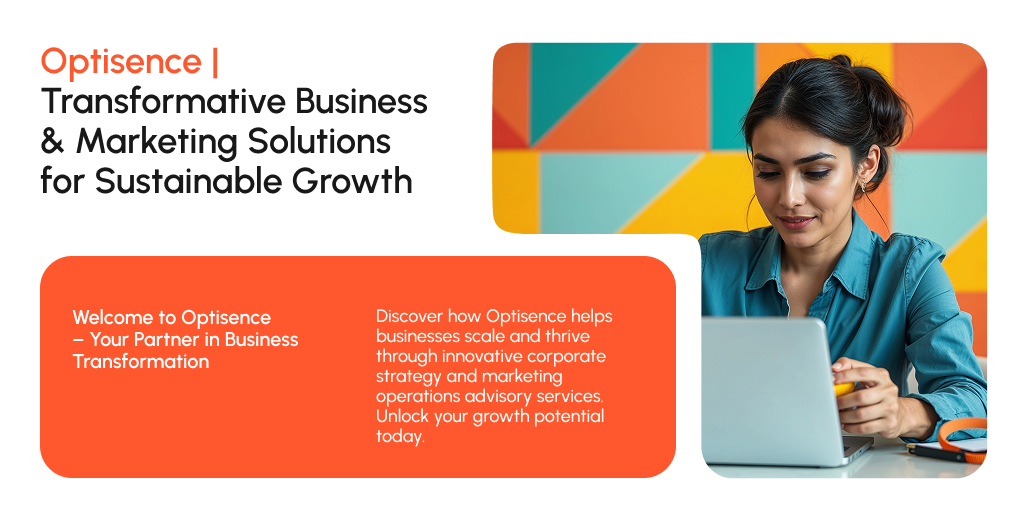 Optisence |
Transformative Business
& Marketing Solutions
for Sustainable Growth
Welcome to Optisence
– Your Partner in Business
Transformation
Discover how Optisence helps
businesses scale and thrive
through innovative corporate
strategy and marketing
operations advisory services.
Unlock your growth potential
today.